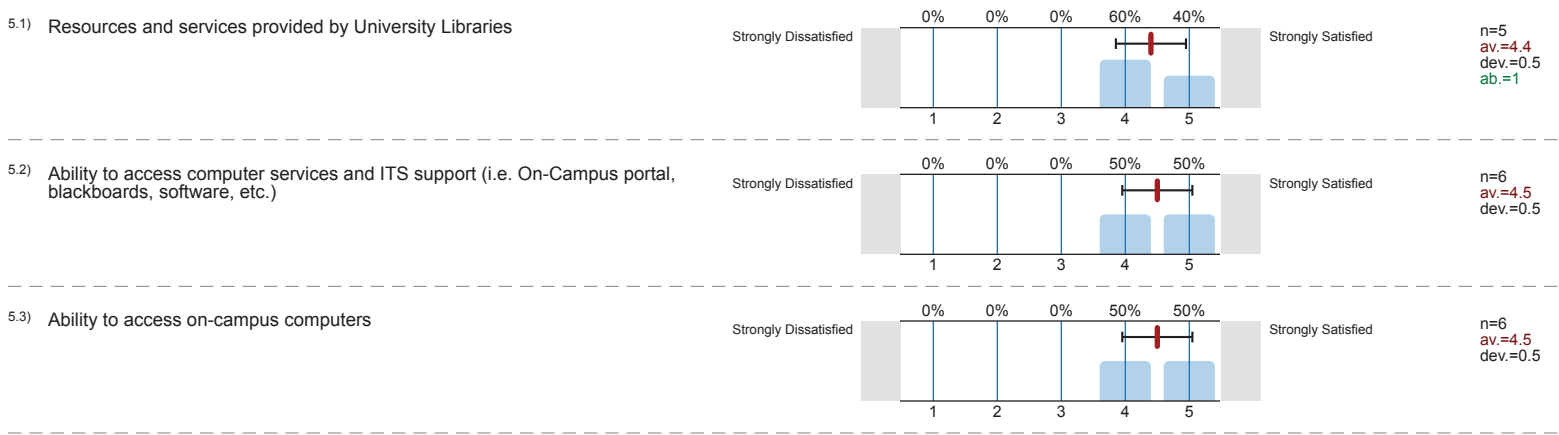 5.1) Resources and services provided by University Libraries
0% 0% 0% 60% 40%
Strongly Dissatisfied
Strongly Satisfied
1 2 3 4 5
n=5
av.=4.4
dev.=0.5
ab.=1
5.2) Ability to access computer services and ITS support (i.e. On-Campus portal,
blackboards, software, etc.)
0% 0% 0% 50% 50%
Strongly Dissatisfied
Strongly Satisfied
1 2 3 4 5
n=6
av.=4.5
dev.=0.5
5.3) Ability to access on-campus computers
0% 0% 0% 50% 50%
Strongly Dissatisfied
Strongly Satisfied
1 2 3 4 5
n=6
av.=4.5
dev.=0.5